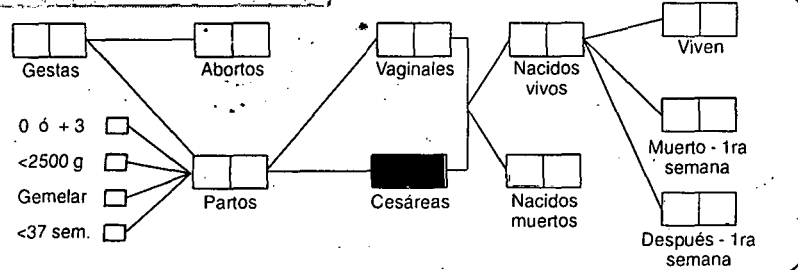 Gestas
Abortos
Vaginales
Nacidos
vivos
Viven
0 ó + 3
<2500 g
Gemelar
<37 sem.
Partos
Cesáreas
Nacidos
muertos
Muerto - 1ra
semana
Después - 1ra
semana